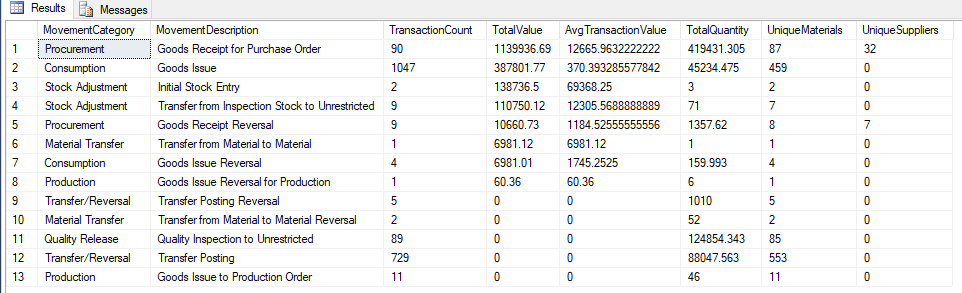 Results Messages
MovementCategory MovementDescription TransactionCount TotalValue AvgTransactionValue TotalQuantity UniqueMaterials UniqueSuppliers
1 Procurement Goods Receipt for Purchase Order 90 1139936.69 12665.9632222222 419431.305 87 32
2 Consumption Goods Issue 1047 387801.77 370.393285577842 45234.475 459 0
3 Stock Adjustment Initial Stock Entry 2 138736.5 69368.25 3 2 0
4 Stock Adjustment Transfer from Inspection Stock to Unrestricted 9 110750.12 12305.5688888889 71 7 0
5 Procurement Goods Receipt Reversal 9 10660.73 1184.52555555556 1357.62 8 7
6 Material Transfer Transfer from Material to Material 1 6981.12 6981.12 1 1 0
7 Consumption Goods Issue Reversal 4 6981.01 1745.2525 159.993 4 0
8 Production Goods Issue Reversal for Production 1 60.36 60.36 6 1 0
9 Transfer/Reversal Transfer Posting Reversal 5 0 0 1010 5 0
10 Material Transfer Transfer from Material to Material Reversal 2 0 0 52 2 0
11 Quality Release Quality Inspection to Unrestricted 89 0 0 124854.343 85 0
12 Transfer/Reversal Transfer Posting 729 0 0 88047.563 553 0
13 Production Goods Issue to Production Order 11 0 0 46 11 0